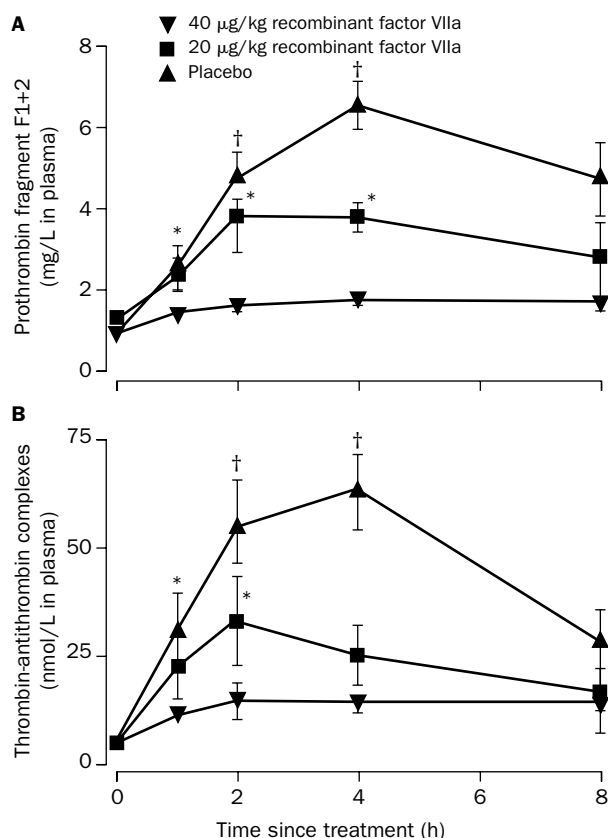 A
40 µg/kg recombinant factor VIIa
20 µg/kg recombinant factor VIIa
Placebo
Prothrombin fragment F1+2
(mg/L in plasma)
8
6
4
2
0
†
†
*
*
*
B
Thrombin-antithrombin complexes
(nmol/L in plasma)
75
50
25
0
†
†
*
*
0
2
4
6
8
Time since treatment (h)